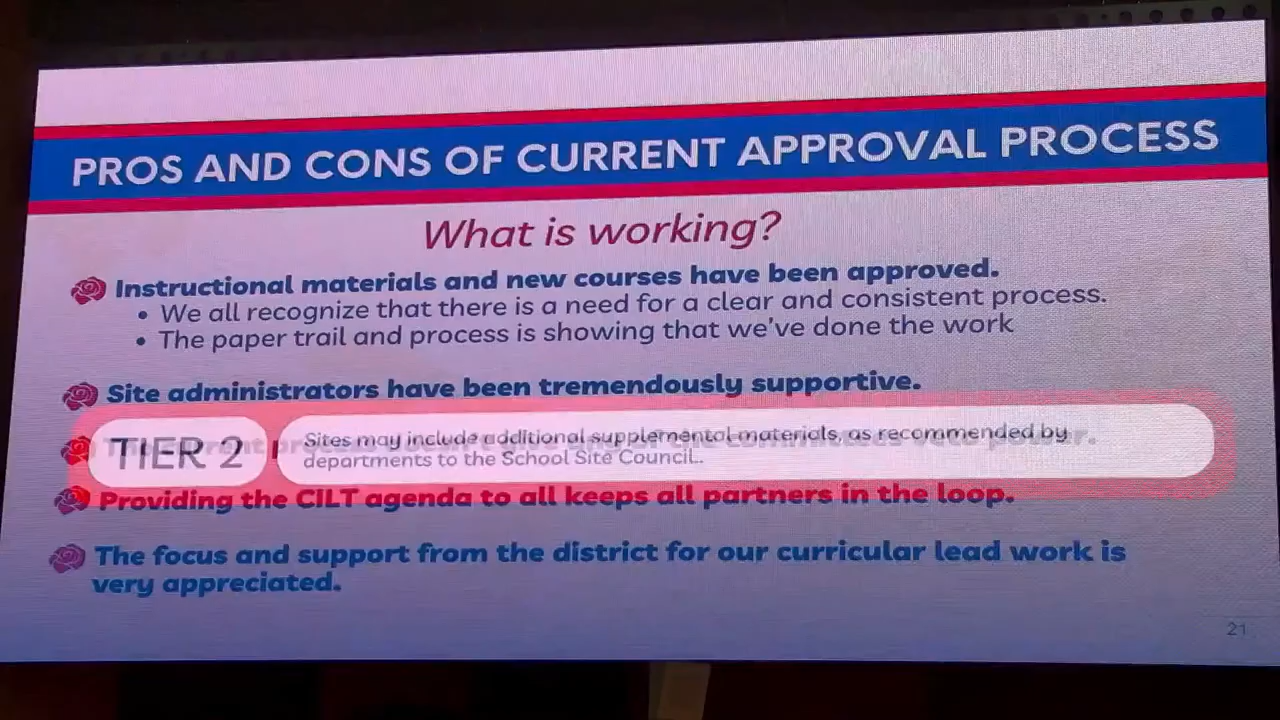 PROS AND CONS OF CURRENT APPROVAL PROCESS
What is working?
Instructional materials and new courses have been approved.
• We all recognize that there is a need for a clear and consistent process.
• The paper trail and process is showing that we've done the work
Site administrators have been tremendously supportive.
TIER 2
Sites may include additional supplemental materials, as recommended by
departments to the School Site Council..
Providing the CILT agenda to all keeps all partners in the loop.
The focus and support from the district for our curricular lead work is
very appreciated.
21